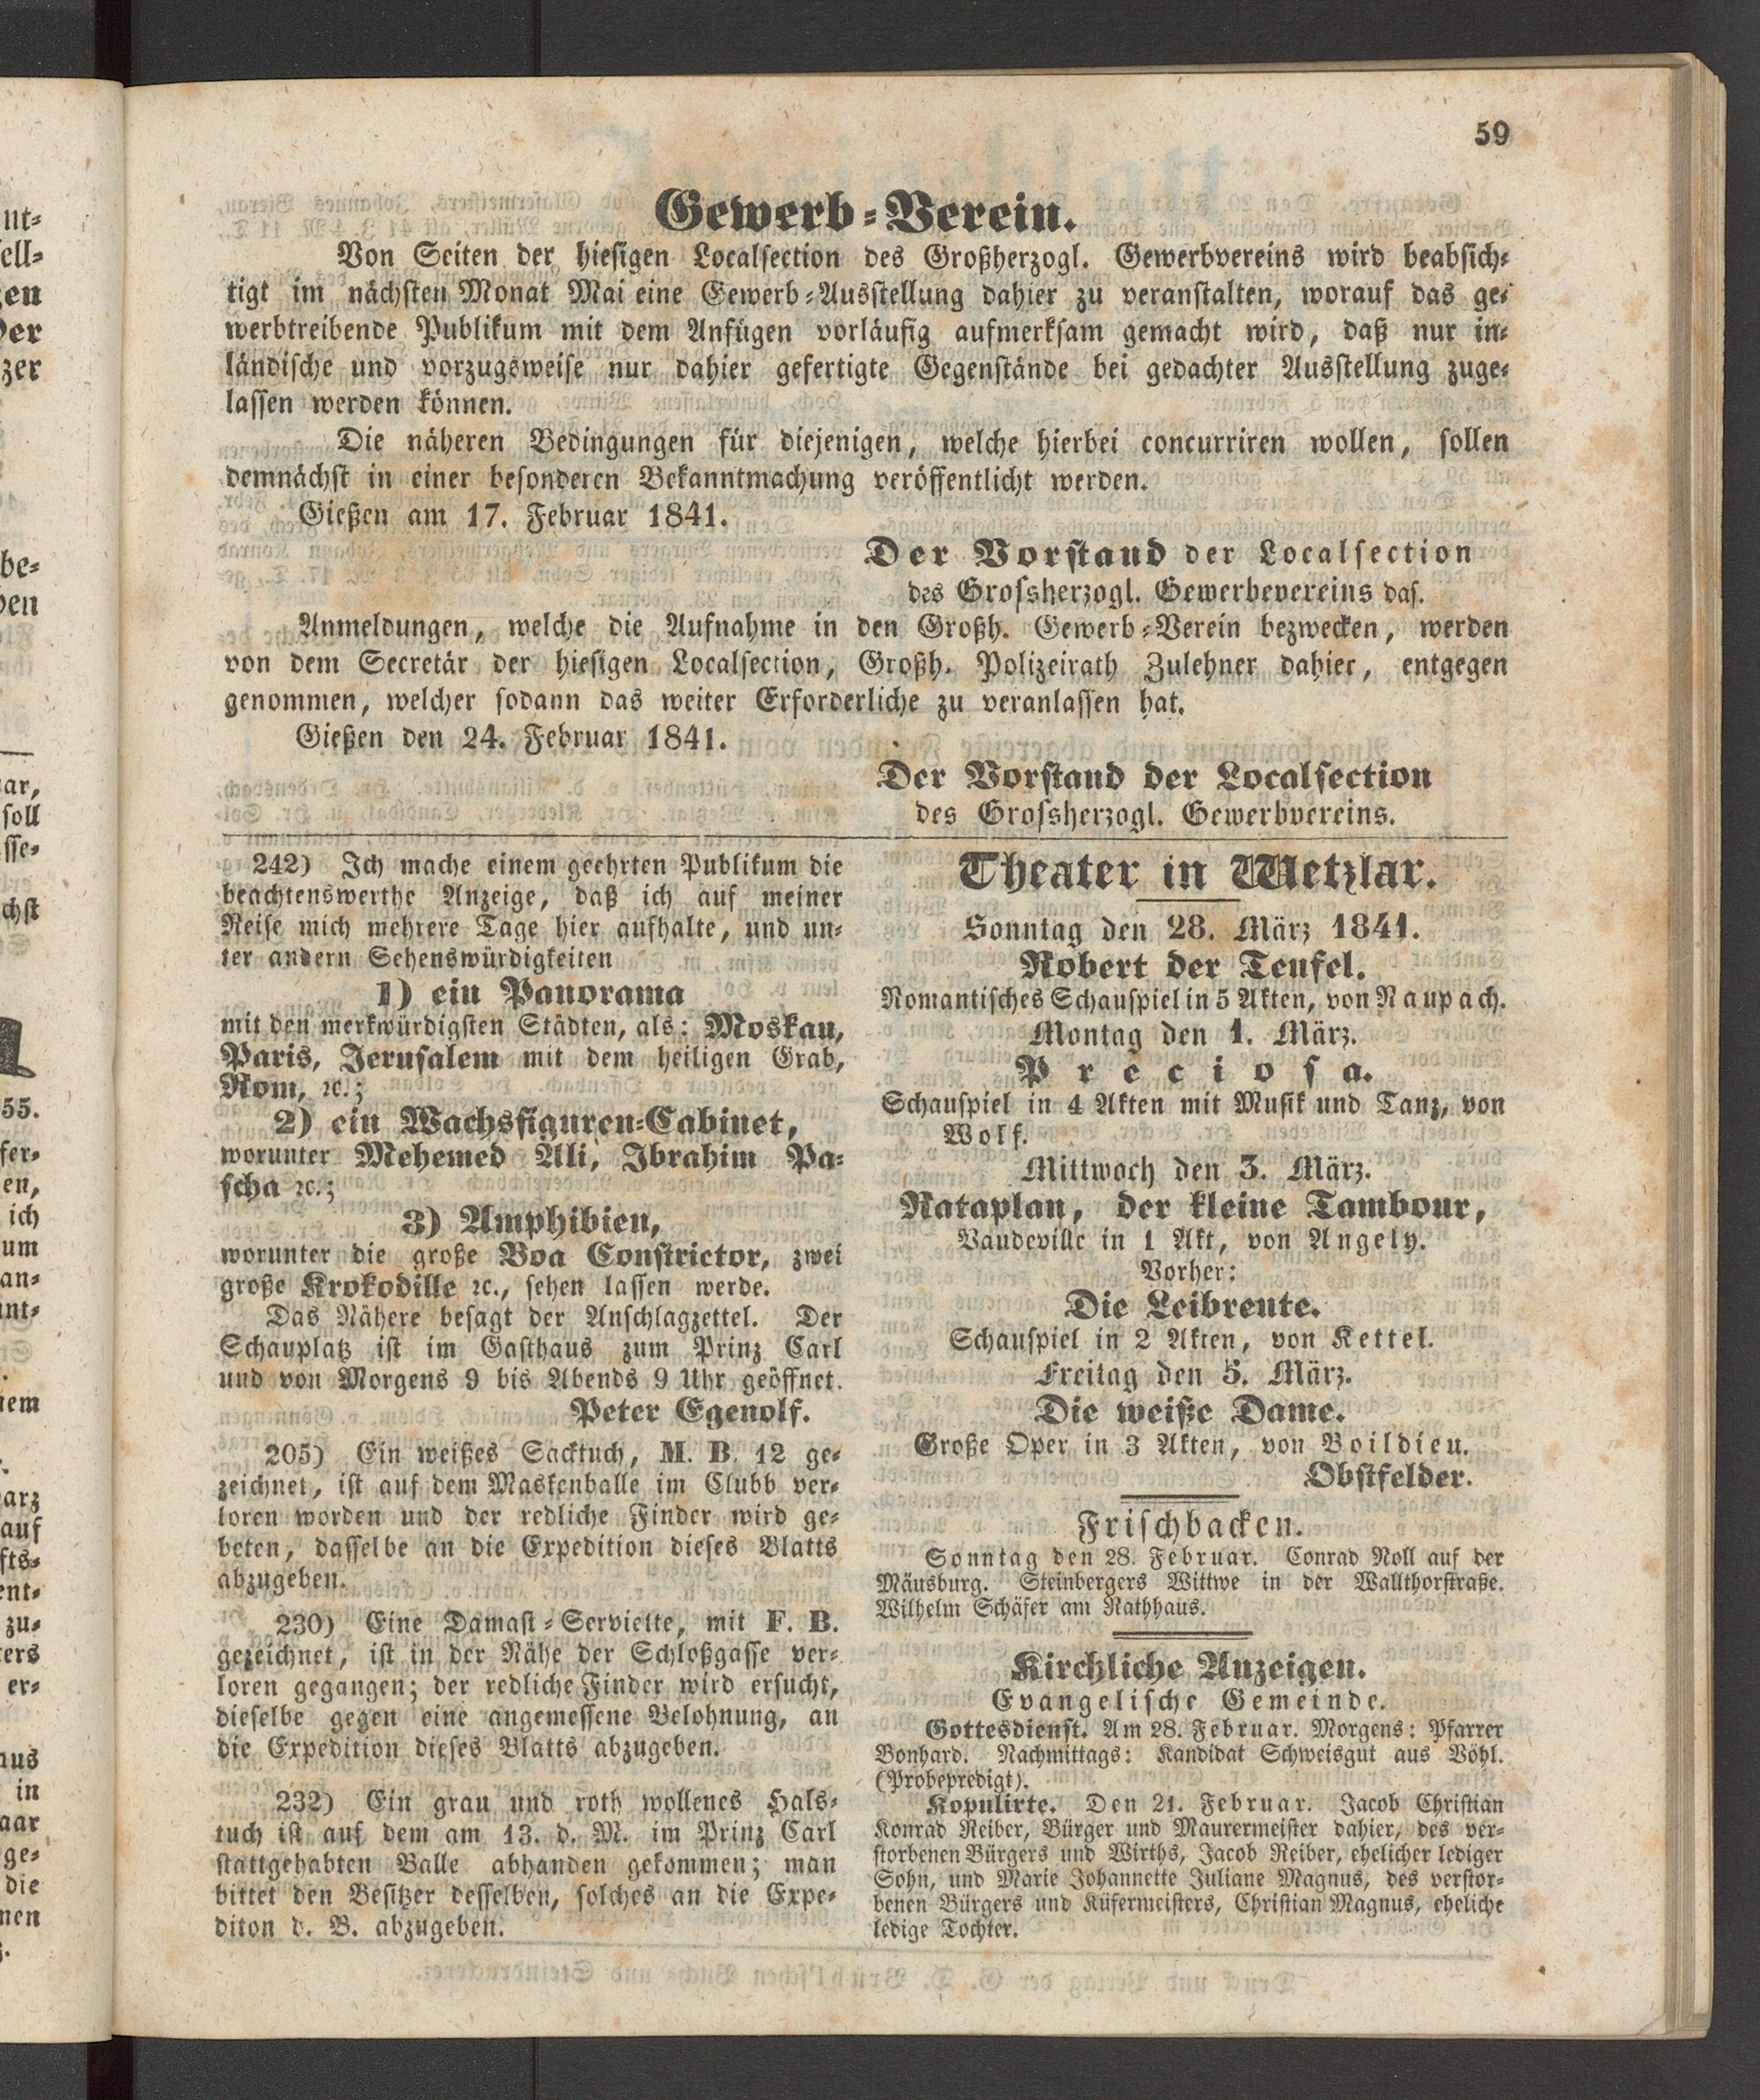 59
Gewerb-Verein.
Von Seiten der hiesigen Localsection des Großherzogl. Gewerbvereins wird beabsich-
tigt im nächsten Monat Mai eine Gewerb-Ausstellung dahier zu veranstalten, worauf das ge-
werbtreibende Publikum mit dem Anfügen vorläufig aufmerksam gemacht wird, daß nur in-
ländische und vorzugsweise nur dahier gefertigte Gegenstände bei gedachter Ausstellung zuge-
lassen werden können.
Die näheren Bedingungen für diejenigen, welche hierbei concurriren wollen, sollen
demnächst in einer besonderen Bekanntmachung veröffentlicht werden.
Gießen am 17. Februar 1841.
Der Vorstand der Localsection
des Grossherzogl. Gewerbevereins das.
Anmeldungen, welche die Aufnahme in den Großh. Gewerb-Verein bezwecken, werden
von dem Secretär der hiesigen Localsection, Großh. Polizeirath Zulehner dahier, entgegen
genommen, welcher sodann das weiter Erforderliche zu veranlassen hat.
Gießen den 24. Februar 1841.
Der Vorstand der Localsection
des Grossherzogl. Gewerbvereins.
242) Ich mache einem geehrten Publikum die
beachtenswerthe Anzeige, daß ich auf meiner
Reise mich mehrere Tage hier aufhalte, und un-
ter andern Sehenswürdigkeiten
1) ein Panorama
mit den merkwürdigsten Städten, als: Moskau,
Paris, Jerusalem mit dem heiligen Grab,
Rom, ꝛc.;
2) ein Wachsfiguren-Cabinet,
worunter Mehemed Ali, Ibrahim Pa-
scha ꝛc.;
3) Amphibien,
worunter die große Boa Constrictor, zwei
große Krokodille ꝛc., sehen lassen werde.
Das Nähere besagt der Anschlagzettel. Der
Schauplatz ist im Gasthaus zum Prinz Carl
und von Morgens 9 bis Abends 9 Uhr geöffnet.
Peter Egenolf.
205) Ein weißes Sacktuch, M. B. 12 ge-
zeichnet, ist auf dem Maskenballe im Clubb ver-
loren worden und der redliche Finder wird ge-
beten, dasselbe an die Expedition dieses Blatts
abzugeben.
230) Eine Damast-Serviette, mit F. B.
gezeichnet, ist in der Nähe der Schloßgasse ver-
loren gegangen; der redliche Finder wird ersucht,
dieselbe gegen eine angemessene Belohnung, an
die Expedition dieses Blatts abzugeben.
232) Ein grau und roth wollenes Hals-
tuch ist auf dem am 13. d. M. im Prinz Carl
stattgehabten Balle abhanden gekommen; man
bittet den Besitzer desselben, solches an die Expe-
diton d. B. abzugeben.
Theater in Wetzlar.
Sonntag den 28. März 1841.
Robert der Teufel.
Romantisches Schauspiel in 5 Akten, von Raupach.
Montag den 1. März.
Preciosa.
Schauspiel in 4 Akten mit Musik und Tanz, von
Wolf.
Mittwoch den 3. März.
Rataplan, der kleine Tambour,
Vaudeville in 1 Akt, von Angely.
Vorher:
Die Leibrente.
Schauspiel in 2 Akten, von Kettel.
Freitag den 5. März.
Die weiße Dame.
Große Oper in 3 Akten, von Boildieu.
Obstfelder.
Frischbacken.
Sonntag den 28. Februar. Conrad Noll auf der
Mäusburg. Steinbergers Wittwe in der Wallthorstraße.
Wilhelm Schäfer am Rathhaus.
Kirchliche Anzeigen.
Evangelische Gemeinde.
Gottesdienst. Am 28. Februar. Morgens: Pfarrer
Bonhard. Nachmittags: Kandidat Schweisgut aus Vöhl.
(Probepredigt).
Kopulirte. Den 21. Februar. Jacob Christian
Konrad Reiber, Bürger und Maurermeister dahier, des ver-
storbenen Bürgers und Wirths, Jacob Reiber, ehelicher lediger
Sohn, und Marie Johannette Juliane Magnus, des verstor-
benen Bürgers und Küfermeisters, Christian Magnus, eheliche
ledige Tochter.